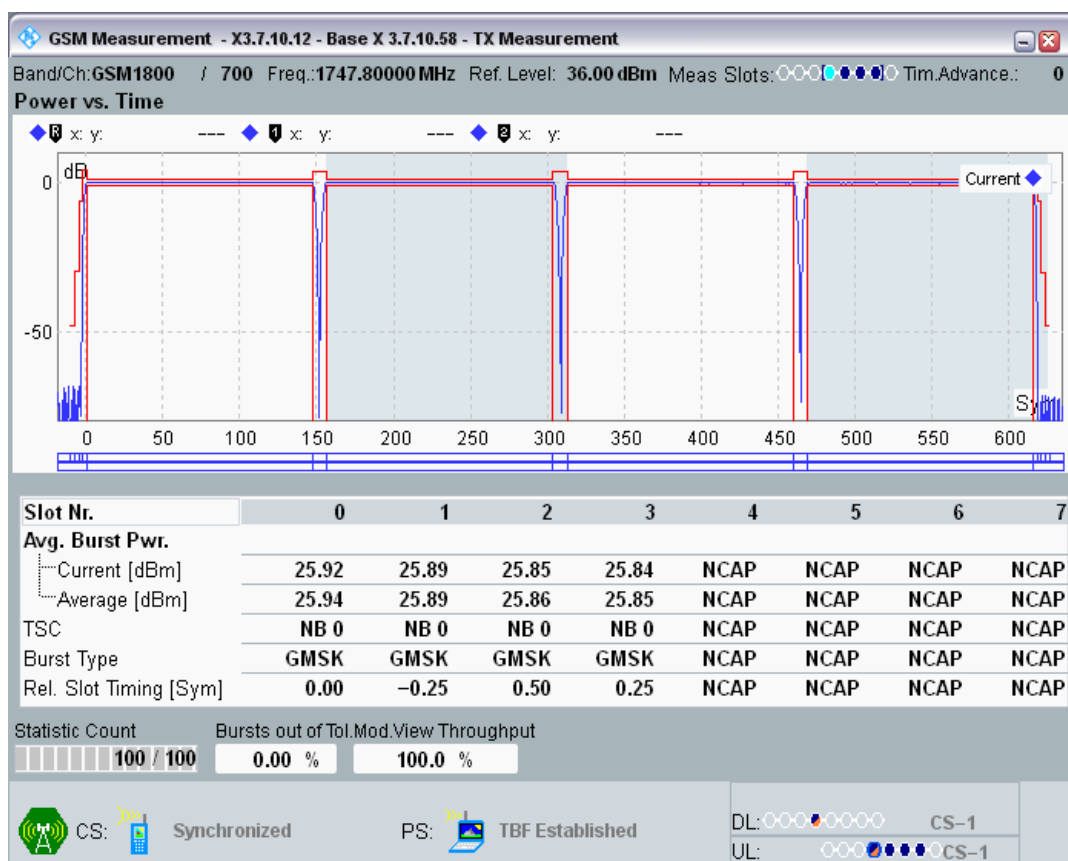 GSM Measurement - X3.7.10.12 - Base X 3.7.10.58 - TX Measurement
Band/Ch:GSM1800 / 700 Freq.:1747.80000 MHz Ref. Level: 36.00 dBm Meas Slots: Tim.Advance.: 0
Power vs. Time
R x: y: --- 1 x: y: --- 2 x: y: ---
dB
Current
0
-50
0 50 100 150 200 250 300 350 400 450 500 550 600
Slot Nr. 0 1 2 3 4 5 6 7
Avg. Burst Pwr.
Current [dBm] 25.92 25.89 25.85 25.84 NCAP NCAP NCAP NCAP
Average [dBm] 25.94 25.89 25.86 25.85 NCAP NCAP NCAP NCAP
TSC NB 0 NB 0 NB 0 NB 0 NCAP NCAP NCAP NCAP
Burst Type GMSK GMSK GMSK GMSK NCAP NCAP NCAP NCAP
Rel. Slot Timing [Sym] 0.00 −0.25 0.50 0.25 NCAP NCAP NCAP NCAP
Statistic Count Bursts out of Tol. Mod.View Throughput
100 / 100 0.00 % 100.0 %
CS: Synchronized PS: TBF Established
DL: CS−1
UL: CS−1